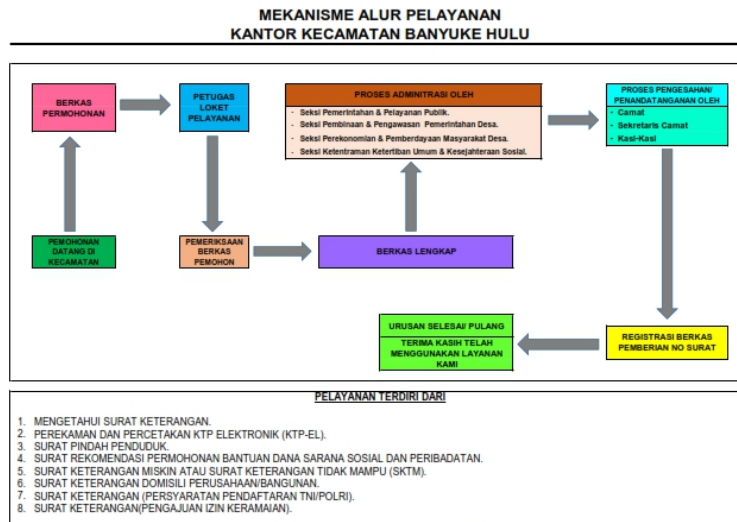 MEKANISME ALUR PELAYANAN
KANTOR KECAMATAN BANYUKE HULU
BERKAS
PERMOHONAN
PETUGAS
LOKET
PELAYANAN
PROSES ADMINITRASI OLEH
- Seksi Pemerintahan & Pelayanan Publik.
- Seksi Pembinaan & Pengawasan Pemerintahan Desa.
- Seksi Perekonomian & Pemberdayaan Masyarakat Desa.
- Seksi Ketentraman Ketertiban Umum & Kesejahteraan Sosial.
PROSES PENGESAHAN/
PENANDATANGANAN OLEH
- Camat
- Sekretaris Camat
- Kasi-Kasi
PEMOHONAN
DATANG DI
KECAMATAN
PEMERIKSAAN
BERKAS
PEMOHON
BERKAS LENGKAP
URUSAN SELESAI/ PULANG
TERIMA KASIH TELAH
MENGGUNAKAN LAYANAN
KAMI
REGISTRASI BERKAS
PEMBERIAN NO SURAT
PELAYANAN TERDIRI DARI
1. MENGETAHUI SURAT KETERANGAN.
2. PEREKAMAN DAN PERCETAKAN KTP ELEKTRONIK (KTP-EL).
3. SURAT PINDAH PENDUDUK.
4. SURAT REKOMENDASI PERMOHONAN BANTUAN DANA SARANA SOSIAL DAN PERIBADATAN.
5. SURAT KETERANGAN MISKIN ATAU SURAT KETERANGAN TIDAK MAMPU (SKTM).
6. SURAT KETERANGAN DOMISILI PERUSAHAAN/BANGUNAN.
7. SURAT KETERANGAN (PERSYARATAN PENDAFTARAN TNI/POLRI).
8. SURAT KETERANGAN(PENGAJUAN IZIN KERAMAIAN).